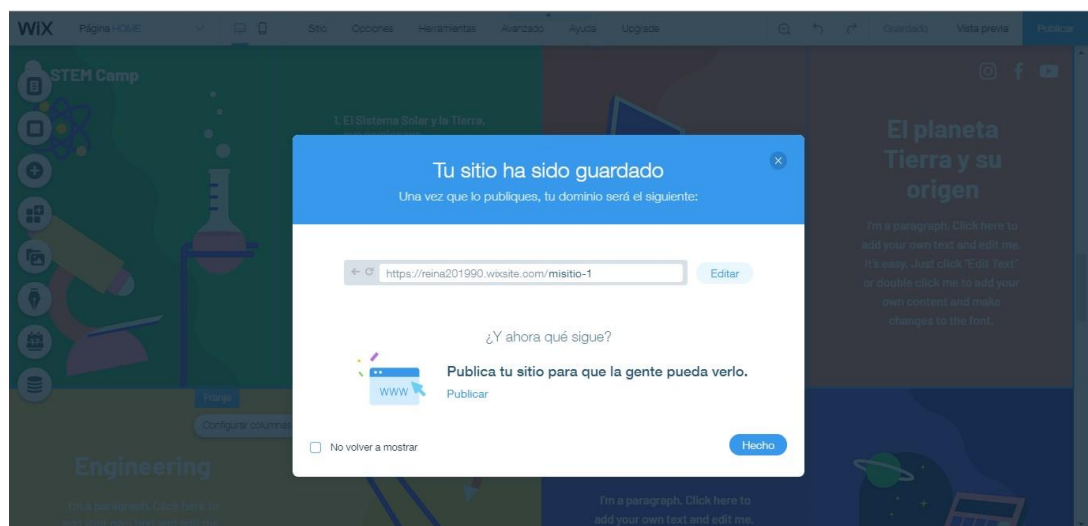 WiX Página HOME Sitio Opciones Herramientas Avanzado Ayuda Upgrade Guardado Vista previa Publicar
STEM Camp
1. El Sistema Solar y la Tierra,
El planeta
Tierra y su
origen
I'm a paragraph. Click here to
add your own text and edit me.
It's easy. Just click "Edit Text"
or double click me to add your
own content and make
changes to the font.
Tu sitio ha sido guardado
Una vez que lo publiques, tu dominio será el siguiente:
https://reina201990.wixsite.com/misitio-1 Editar
¿Y ahora qué sigue?
Publica tu sitio para que la gente pueda verlo.
WWW Publicar
No volver a mostrar Hecho
Franja
Configurar columnas
Engineering
I'm a paragraph. Click here to
I'm a paragraph. Click here to
add your own text and edit me.